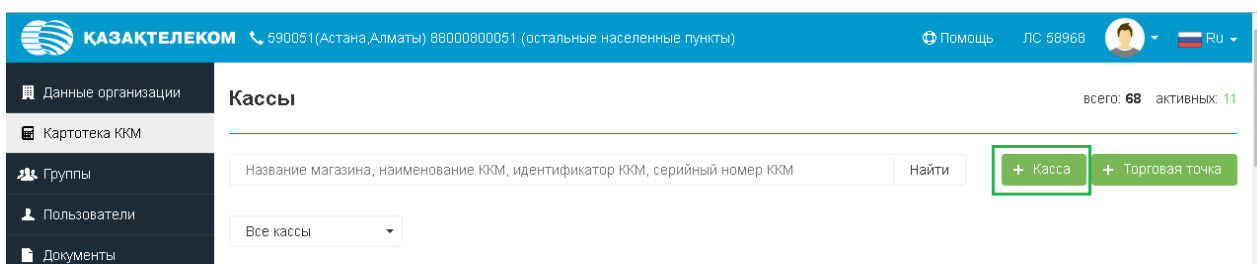 ҚАЗАҚТЕЛЕКОМ 590051(Астана,Алматы) 88000800051 (остальные населенные пункты) Помощь ЛС 58968 Ru
Данные организации
Картотека ККМ
Группы
Пользователи
Документы
Кассы всего: 68 активных: 11
Название магазина, наименование ККМ, идентификатор ККМ, серийный номер ККМ Найти + Касса + Торговая точка
Все кассы